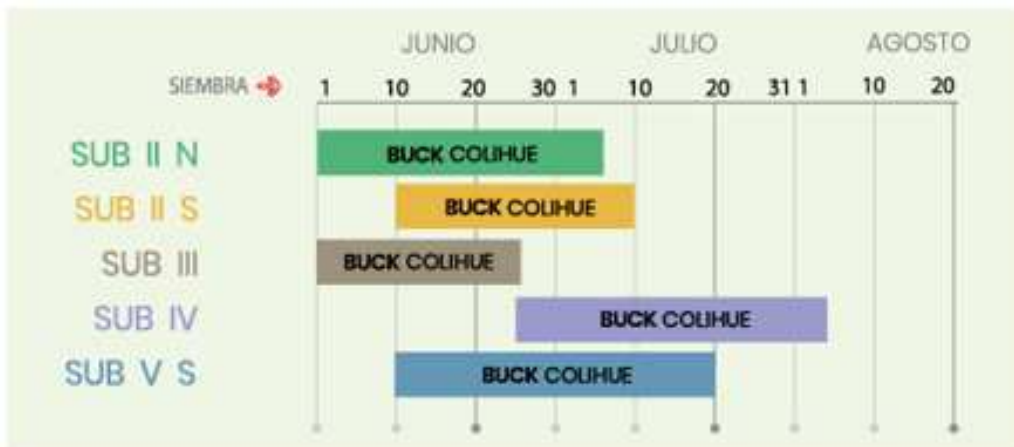 JUNIO JULIO AGOSTO
SIEMBRA 1 10 20 30 1 10 20 31 1 10 20
SUB II N BUCK COLIHUE
SUB II S BUCK COLIHUE
SUB III BUCK COLIHUE
SUB IV BUCK COLIHUE
SUB V S BUCK COLIHUE